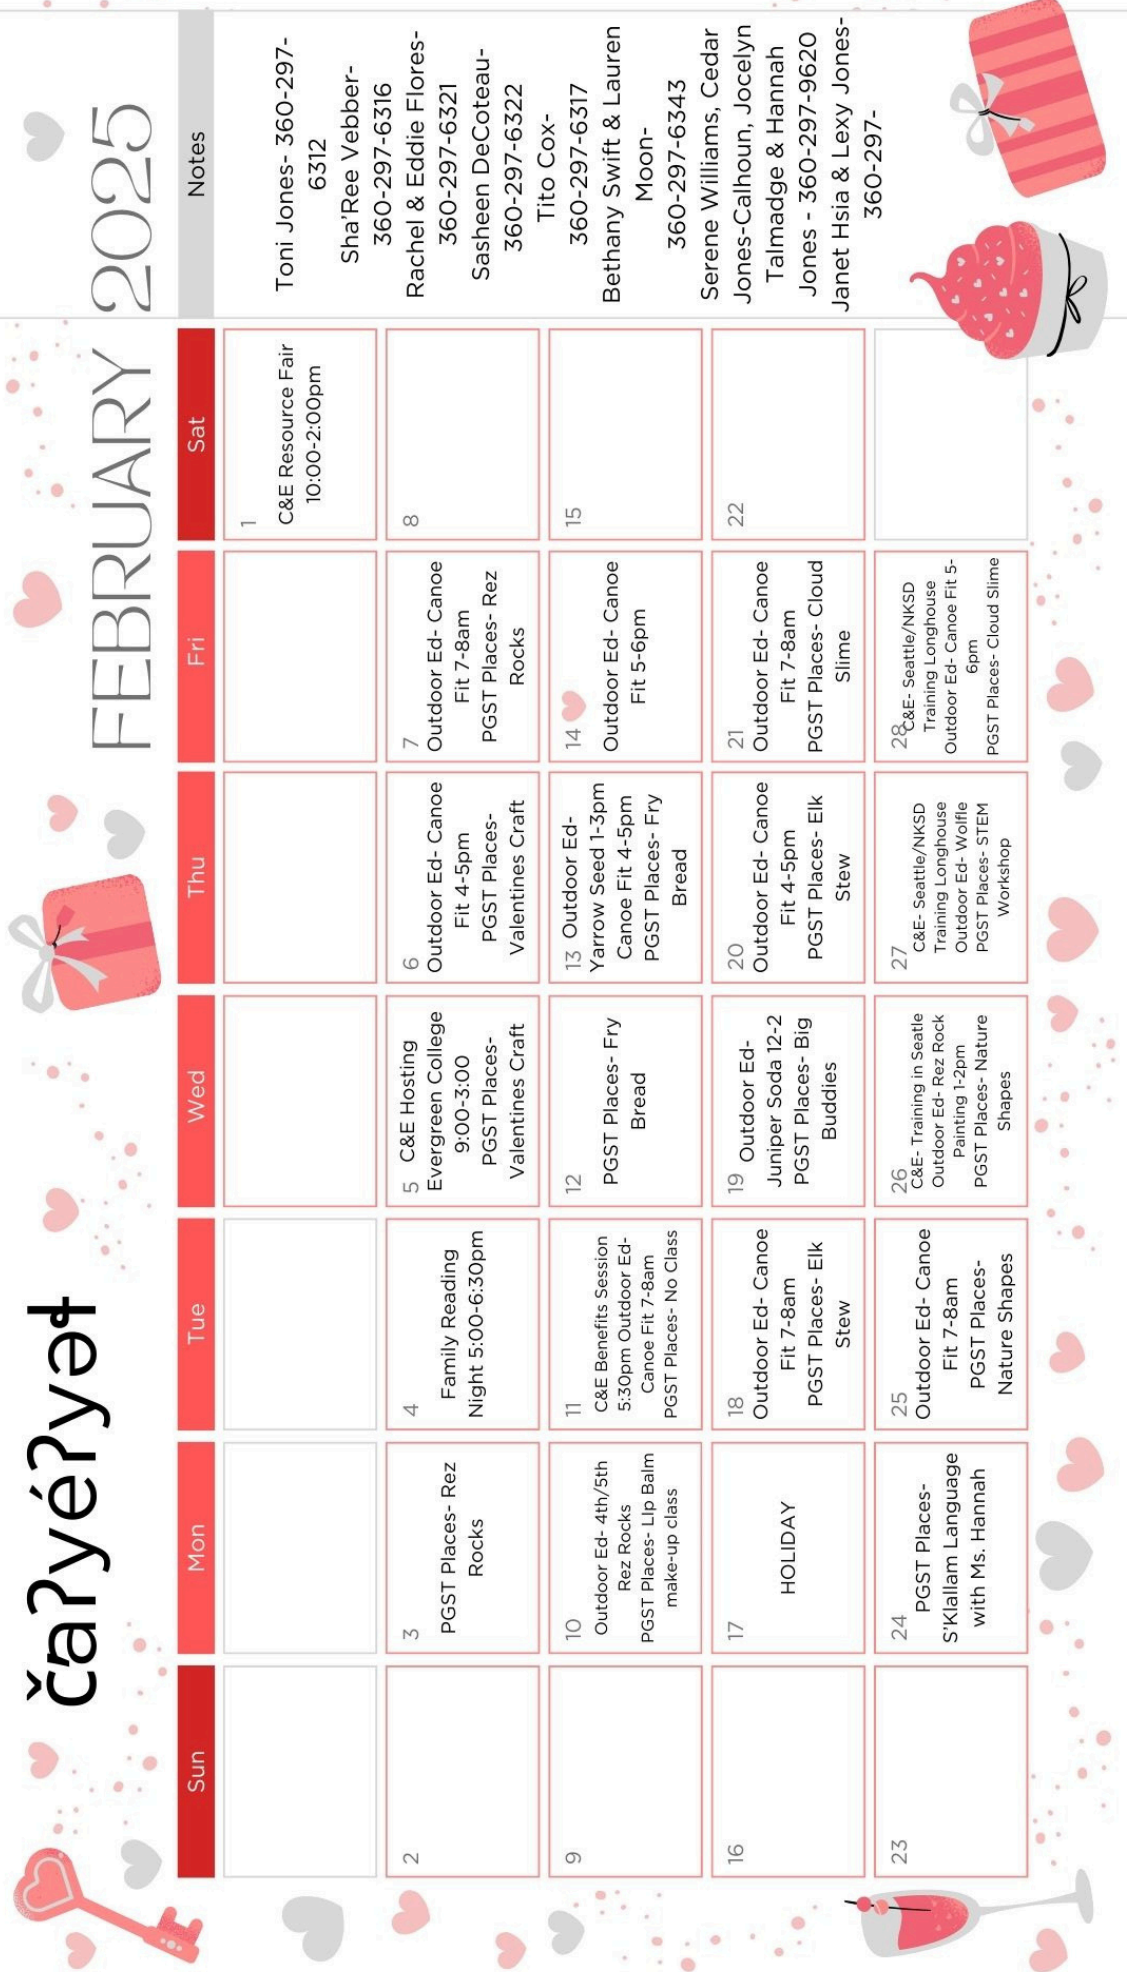 čaʔyéʔyəɬ
FEBRUARY 2025
Sun
Mon
Tue
Wed
Thu
Fri
Sat
Notes
1
C&E Resource Fair
10:00-2:00pm
2
3
PGST Places- Rez
Rocks
4
Family Reading
Night 5:00-6:30pm
5 C&E Hosting
Evergreen College
9:00-3:00
PGST Places-
Valentines Craft
6
Outdoor Ed- Canoe
Fit 4-5pm
PGST Places-
Valentines Craft
7
Outdoor Ed- Canoe
Fit 7-8am
PGST Places- Rez
Rocks
8
9
10
Outdoor Ed- 4th/5th
Rez Rocks
PGST Places- LIp Balm
make-up class
11
C&E Benefits Session
5:30pm Outdoor Ed-
Canoe Fit 7-8am
PGST Places- No Class
12
PGST Places- Fry
Bread
13 Outdoor Ed-
Yarrow Seed 1-3pm
Canoe Fit 4-5pm
PGST Places- Fry
Bread
14
Outdoor Ed- Canoe
Fit 5-6pm
15
16
17
HOLIDAY
18
Outdoor Ed- Canoe
Fit 7-8am
PGST Places- Elk
Stew
19 Outdoor Ed-
Juniper Soda 12-2
PGST Places- Big
Buddies
20
Outdoor Ed- Canoe
Fit 4-5pm
PGST Places- Elk
Stew
21
Outdoor Ed- Canoe
Fit 7-8am
PGST Places- Cloud
Slime
22
23
24
PGST Places-
S'Klallam Language
with Ms. Hannah
25
Outdoor Ed- Canoe
Fit 7-8am
PGST Places-
Nature Shapes
26
C&E- Training in Seatle
Outdoor Ed- Rez Rock
Painting 1-2pm
PGST Places- Nature
Shapes
27
C&E- Seattle/NKSD
Training Longhouse
Outdoor Ed- Wolfle
PGST Places- STEM
Workshop
28
C&E- Seattle/NKSD
Training Longhouse
Outdoor Ed- Canoe Fit 5-
6pm
PGST Places- Cloud Slime
Toni Jones- 360-297-
6312
Sha'Ree Vebber-
360-297-6316
Rachel & Eddie Flores-
360-297-6321
Sasheen DeCoteau-
360-297-6322
Tito Cox-
360-297-6317
Bethany Swift & Lauren
Moon-
360-297-6343
Serene Williams, Cedar
Jones-Calhoun, Jocelyn
Talmadge & Hannah
Jones - 360-297-9620
Janet Hsia & Lexy Jones-
360-297-